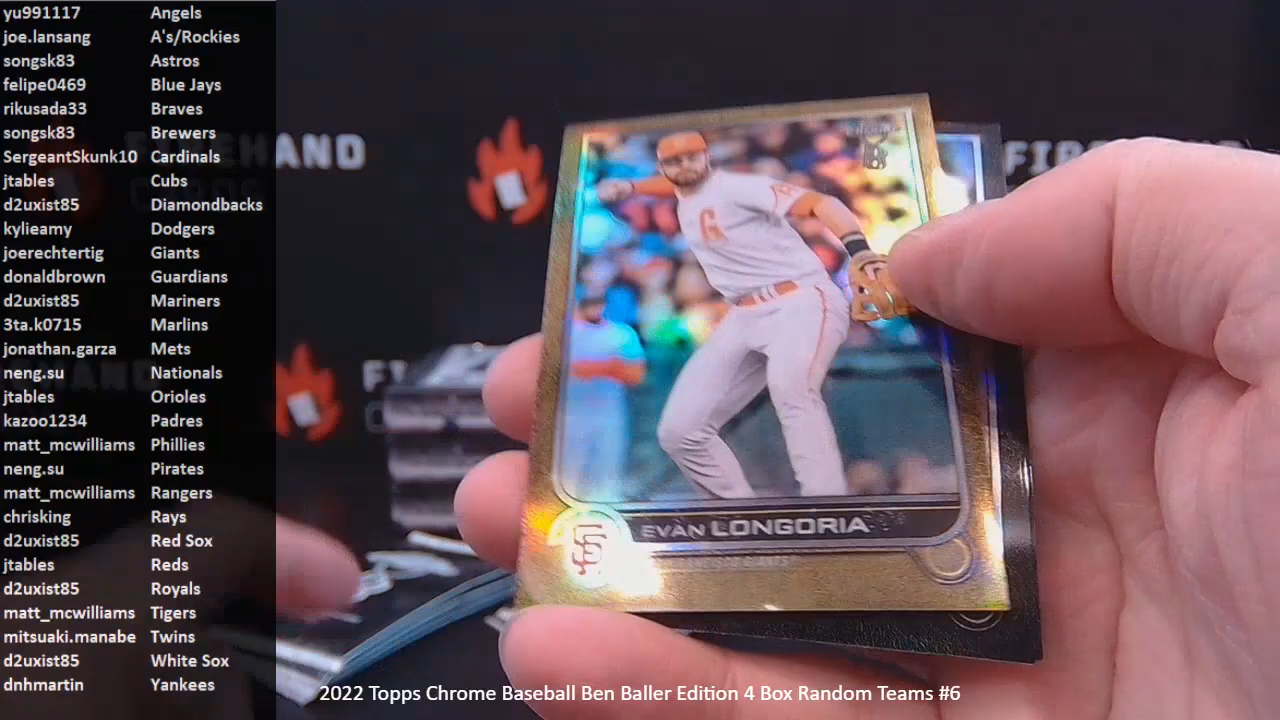 yu991117 Angels
joe.lansang A's/Rockies
songsk83 Astros
felipe0469 Blue Jays
rikusada33 Braves
songsk83 Brewers
SergeantSkunk10 Cardinals
jtables Cubs
d2uxist85 Diamondbacks
kylieamy Dodgers
joerechtertig Giants
donaldbrown Guardians
d2uxist85 Mariners
3ta.k0715 Marlins
jonathan.garza Mets
neng.su Nationals
jtables Orioles
kazoo1234 Padres
matt_mcwilliams Phillies
neng.su Pirates
matt_mcwilliams Rangers
chrisking Rays
d2uxist85 Red Sox
jtables Reds
d2uxist85 Royals
matt_mcwilliams Tigers
mitsuaki.manabe Twins
d2uxist85 White Sox
dnhmartin Yankees
G
EVAN LONGORIA
SF
GIANTS
2022 Topps Chrome Baseball Ben Baller Edition 4 Box Random Teams #6